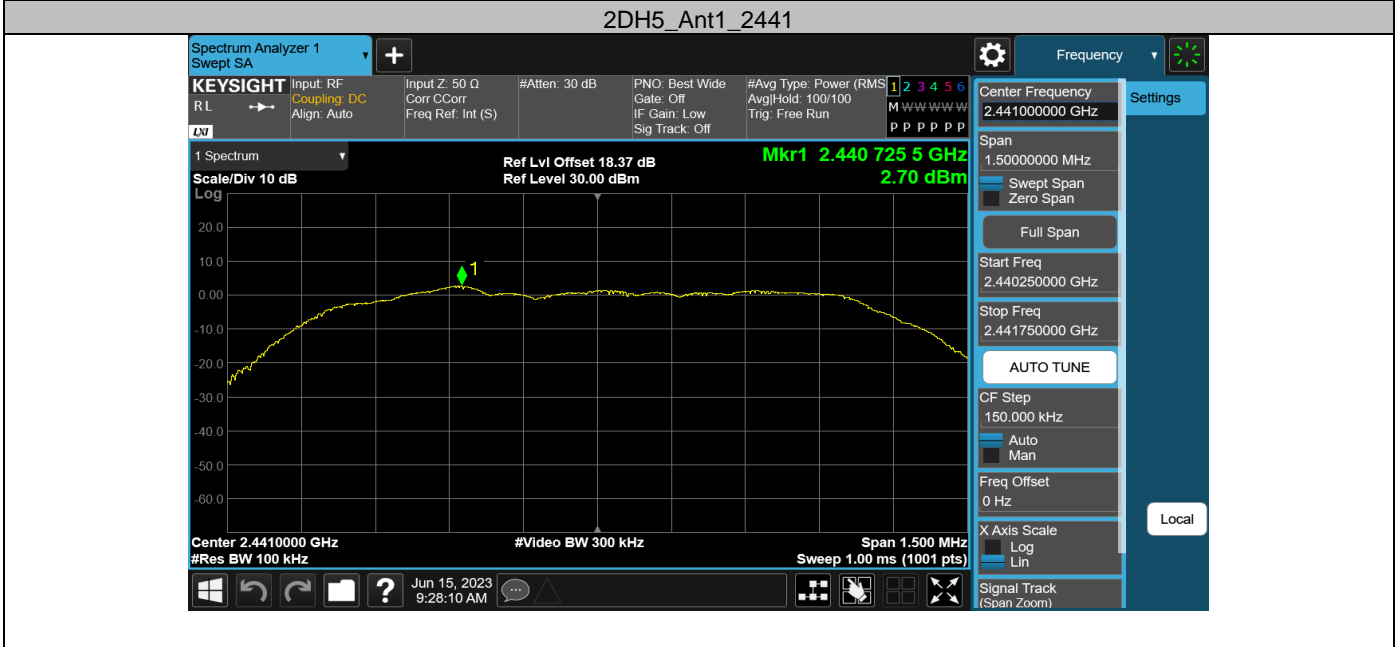 2DH5_Ant1_2441
Spectrum Analyzer 1
Swept SA
Frequency
KEYSIGHT
RL
LXI
Input: RF
Coupling: DC
Align: Auto
Input Z: 50 Ω
Corr CCorr
Freq Ref: Int (S)
#Atten: 30 dB
PNO: Best Wide
Gate: Off
IF Gain: Low
Sig Track: Off
#Avg Type: Power (RMS
Avg|Hold: 100/100
Trig: Free Run
1 2 3 4 5 6
M W W W W W
P P P P P P
1 Spectrum
Scale/Div 10 dB
Log
Ref Lvl Offset 18.37 dB
Ref Level 30.00 dBm
Mkr1 2.440 725 5 GHz
2.70 dBm
1
20.0
10.0
0.00
-10.0
-20.0
-30.0
-40.0
-50.0
-60.0
Center 2.4410000 GHz
#Res BW 100 kHz
#Video BW 300 kHz
Span 1.500 MHz
Sweep 1.00 ms (1001 pts)
Jun 15, 2023
9:28:10 AM
?
Center Frequency
2.441000000 GHz
Settings
Span
1.50000000 MHz
Swept Span
Zero Span
Full Span
Start Freq
2.440250000 GHz
Stop Freq
2.441750000 GHz
AUTO TUNE
CF Step
150.000 kHz
Auto
Man
Freq Offset
0 Hz
X Axis Scale
Log
Lin
Local
Signal Track
(Span Zoom)